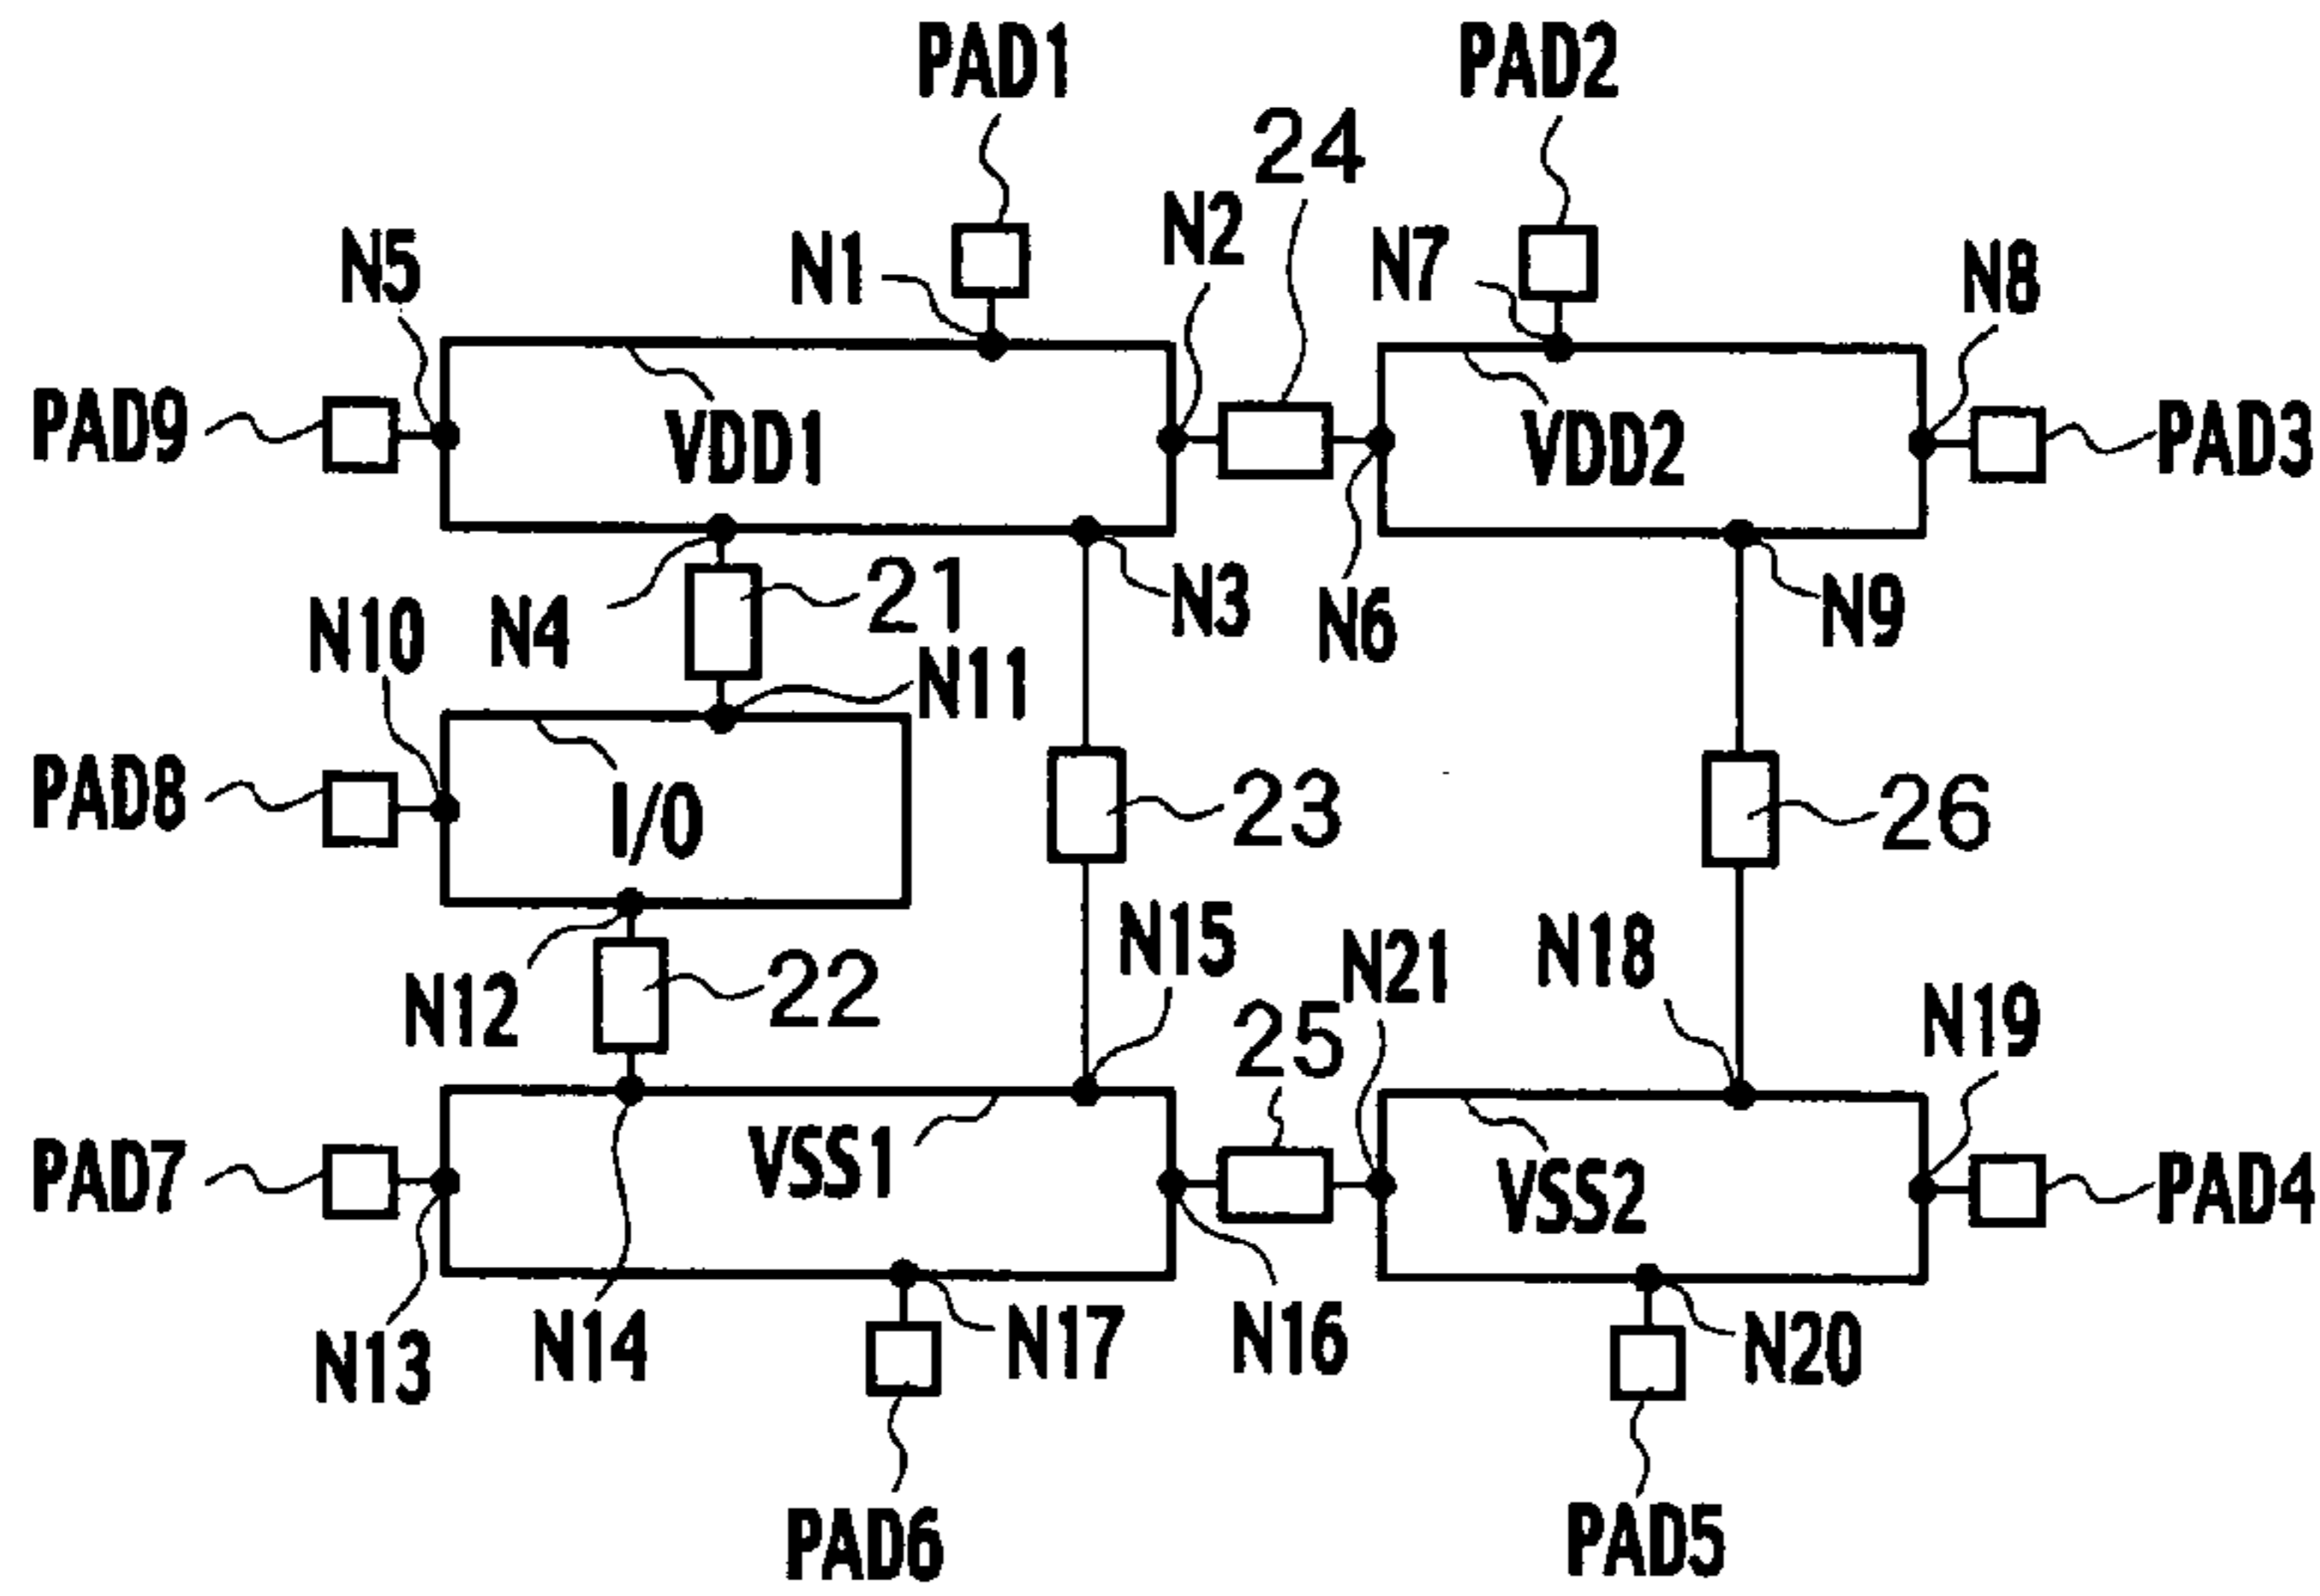 PAD1
PAD2
24
N2
N5
N1
N7
N8
PAD9
VDD1
VDD2
PAD3
21
N3
N10
N4
N6
N9
N11
PAD8
I/O
23
26
N15
N21
N18
N12
22
25
N19
PAD7
VSS1
VSS2
PAD4
N13
N14
N17
N16
N20
PAD6
PAD5